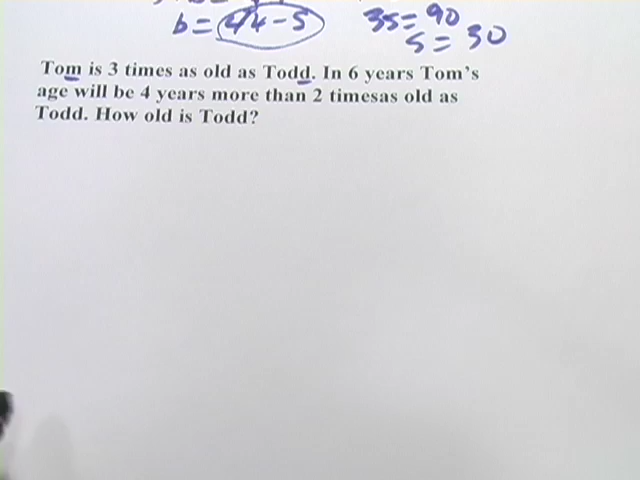 b = 44-5 3s = 90
s = 30
Tom is 3 times as old as Todd. In 6 years Tom's
age will be 4 years more than 2 timesas old as
Todd. How old is Todd?